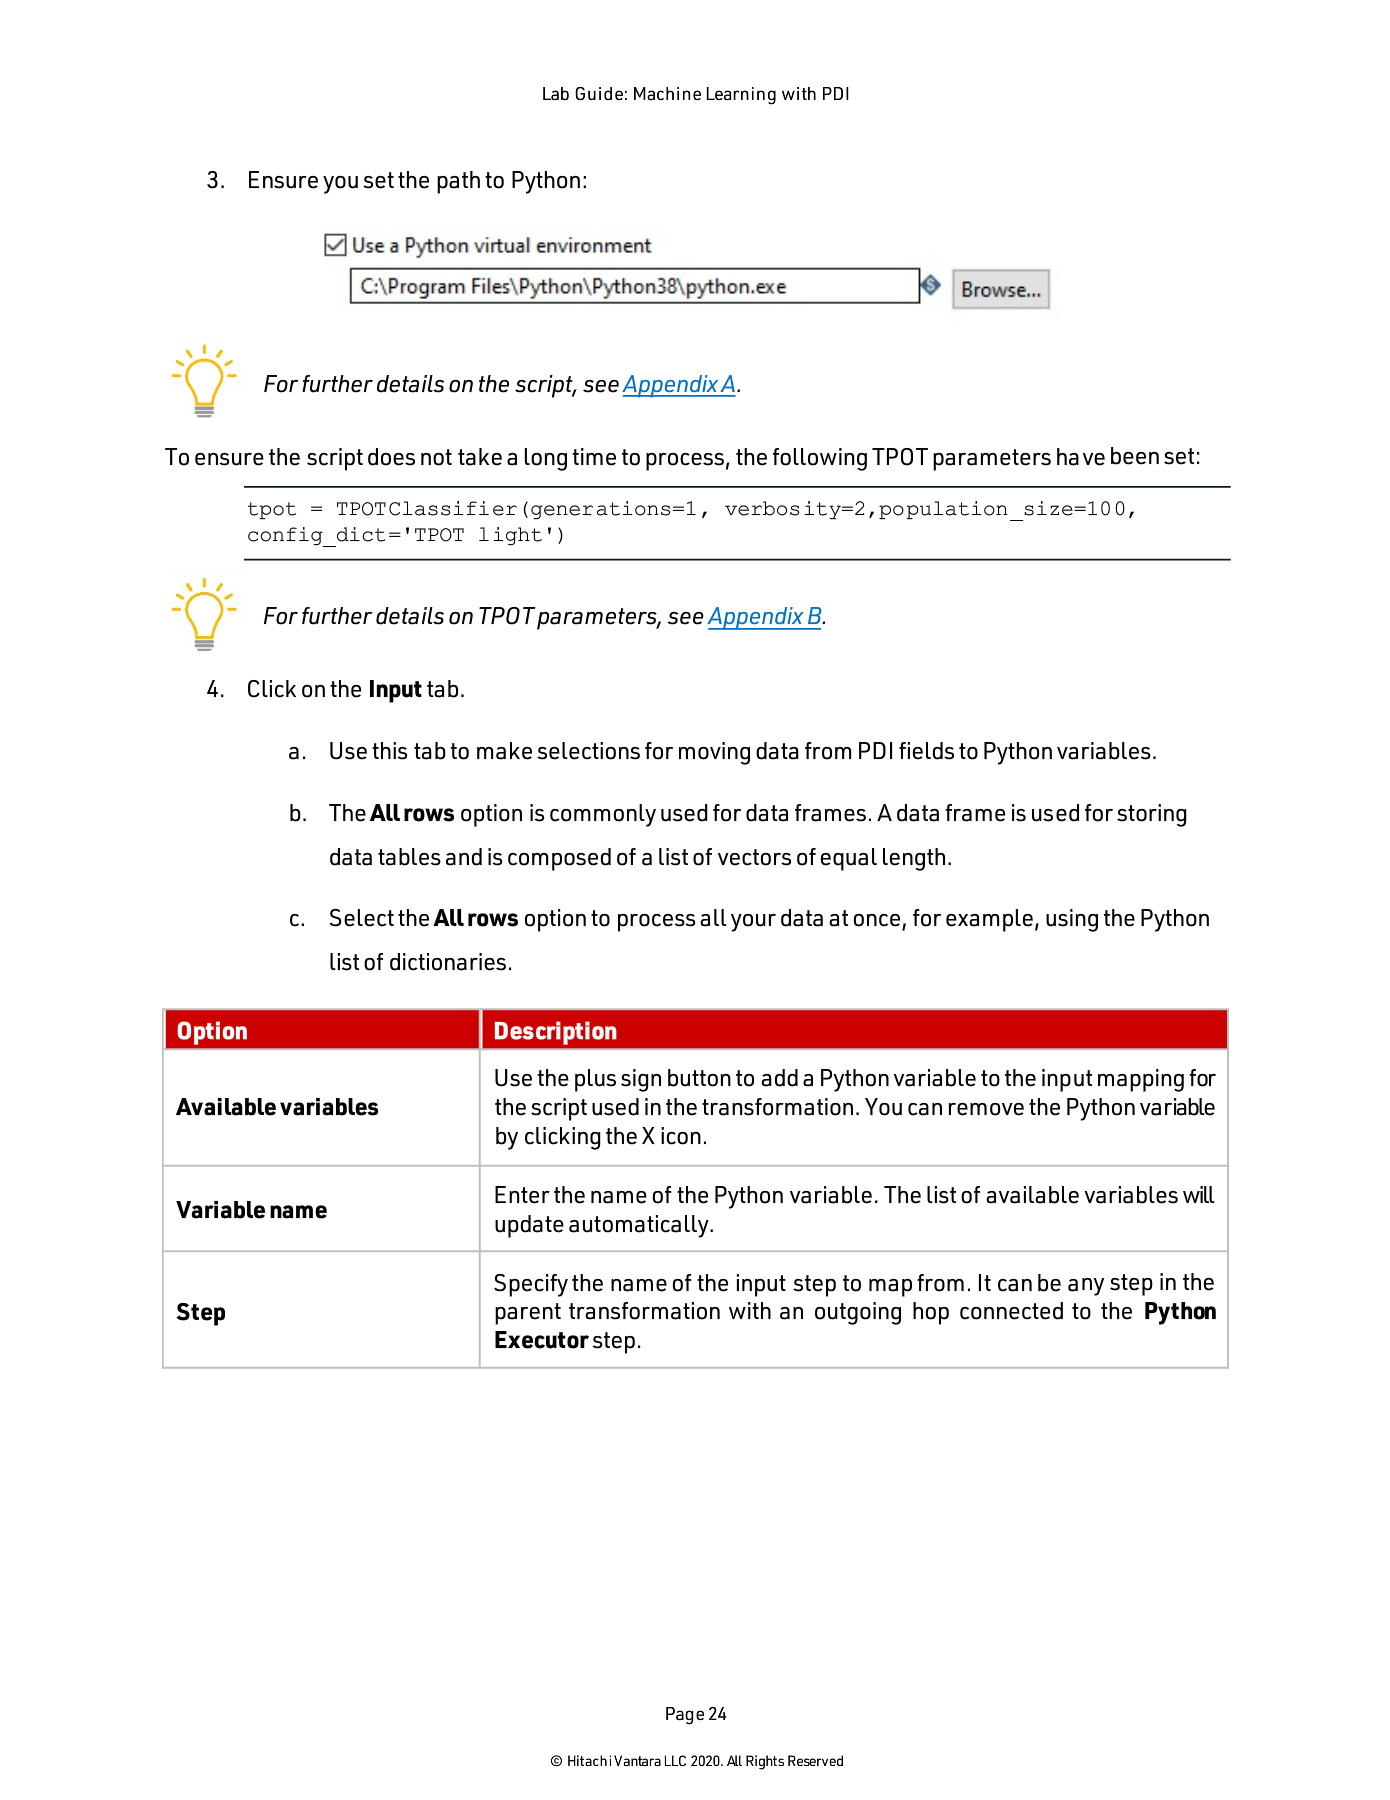 Lab Guide: Machine Learning with PDI
3. Ensure you set the path to Python:
Use a Python virtual environment
C:\Program Files\Python\Python38\python.exe
Browse...
For further details on the script, see Appendix A.
To ensure the script does not take a long time to process, the following TPOT parameters have been set:
tpot = TPOTClassifier(generations=1, verbosity=2,population_size=100,
config_dict='TPOT light')
For further details on TPOT parameters, see Appendix B.
4. Click on the Input tab.
a. Use this tab to make selections for moving data from PDI fields to Python variables.
b. The All rows option is commonly used for data frames. A data frame is used for storing
data tables and is composed of a list of vectors of equal length.
c. Select the All rows option to process all your data at once, for example, using the Python
list of dictionaries.
Option Description
Available variables
Use the plus sign button to add a Python variable to the input mapping for
the script used in the transformation. You can remove the Python variable
by clicking the X icon.
Variable name
Enter the name of the Python variable. The list of available variables will
update automatically.
Step
Specify the name of the input step to map from. It can be any step in the
parent transformation with an outgoing hop connected to the Python
Executor step.
Page 24
© Hitachi Vantara LLC 2020. All Rights Reserved